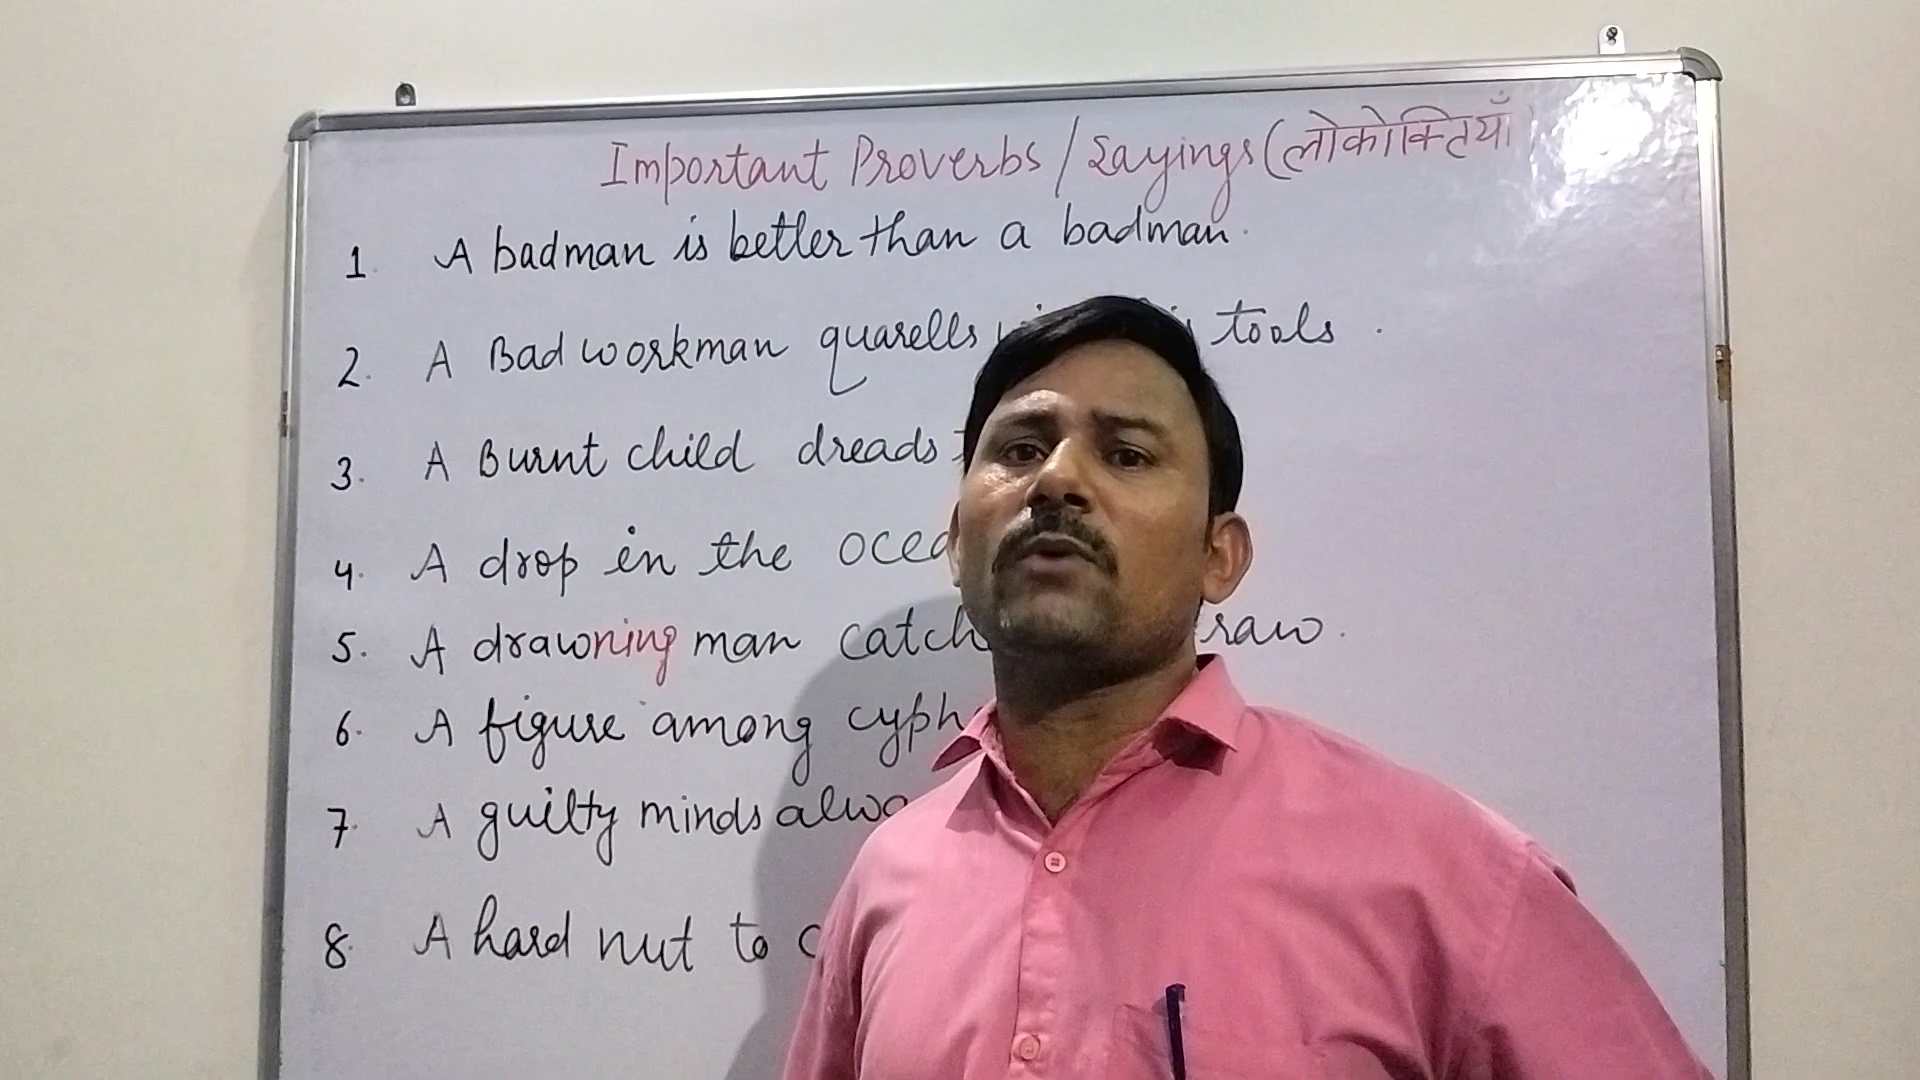 Important Proverbs / Sayings (लोकोक्तियाँ
1. A badman is better than a badman.
2. A Bad workman quarells tools.
3. A Burnt child dreads
4. A drop in the
5. A drawning man
6. A figure among
7. A guilty minds
8. A hard nut to